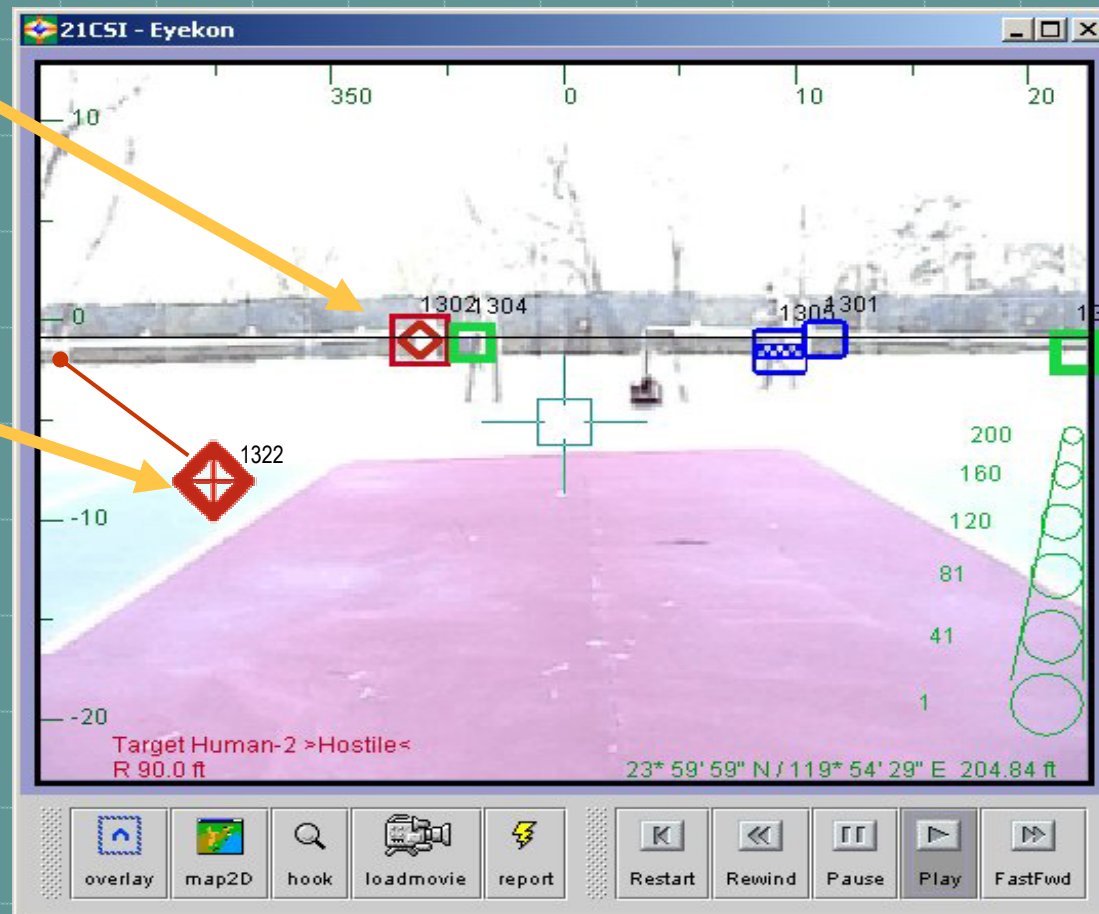 21CSI - Eyekon
350 0 10 20
10
0
1302 1304 1301
1322
200
160
-10 120
81
41
1
-20
Target Human-2 >Hostile<
R 90.0 ft 23* 59' 59" N / 119* 54' 29" E 204.84 ft
overlay map2D hook loadmovie report Restart Rewind Pause Play FastFwd